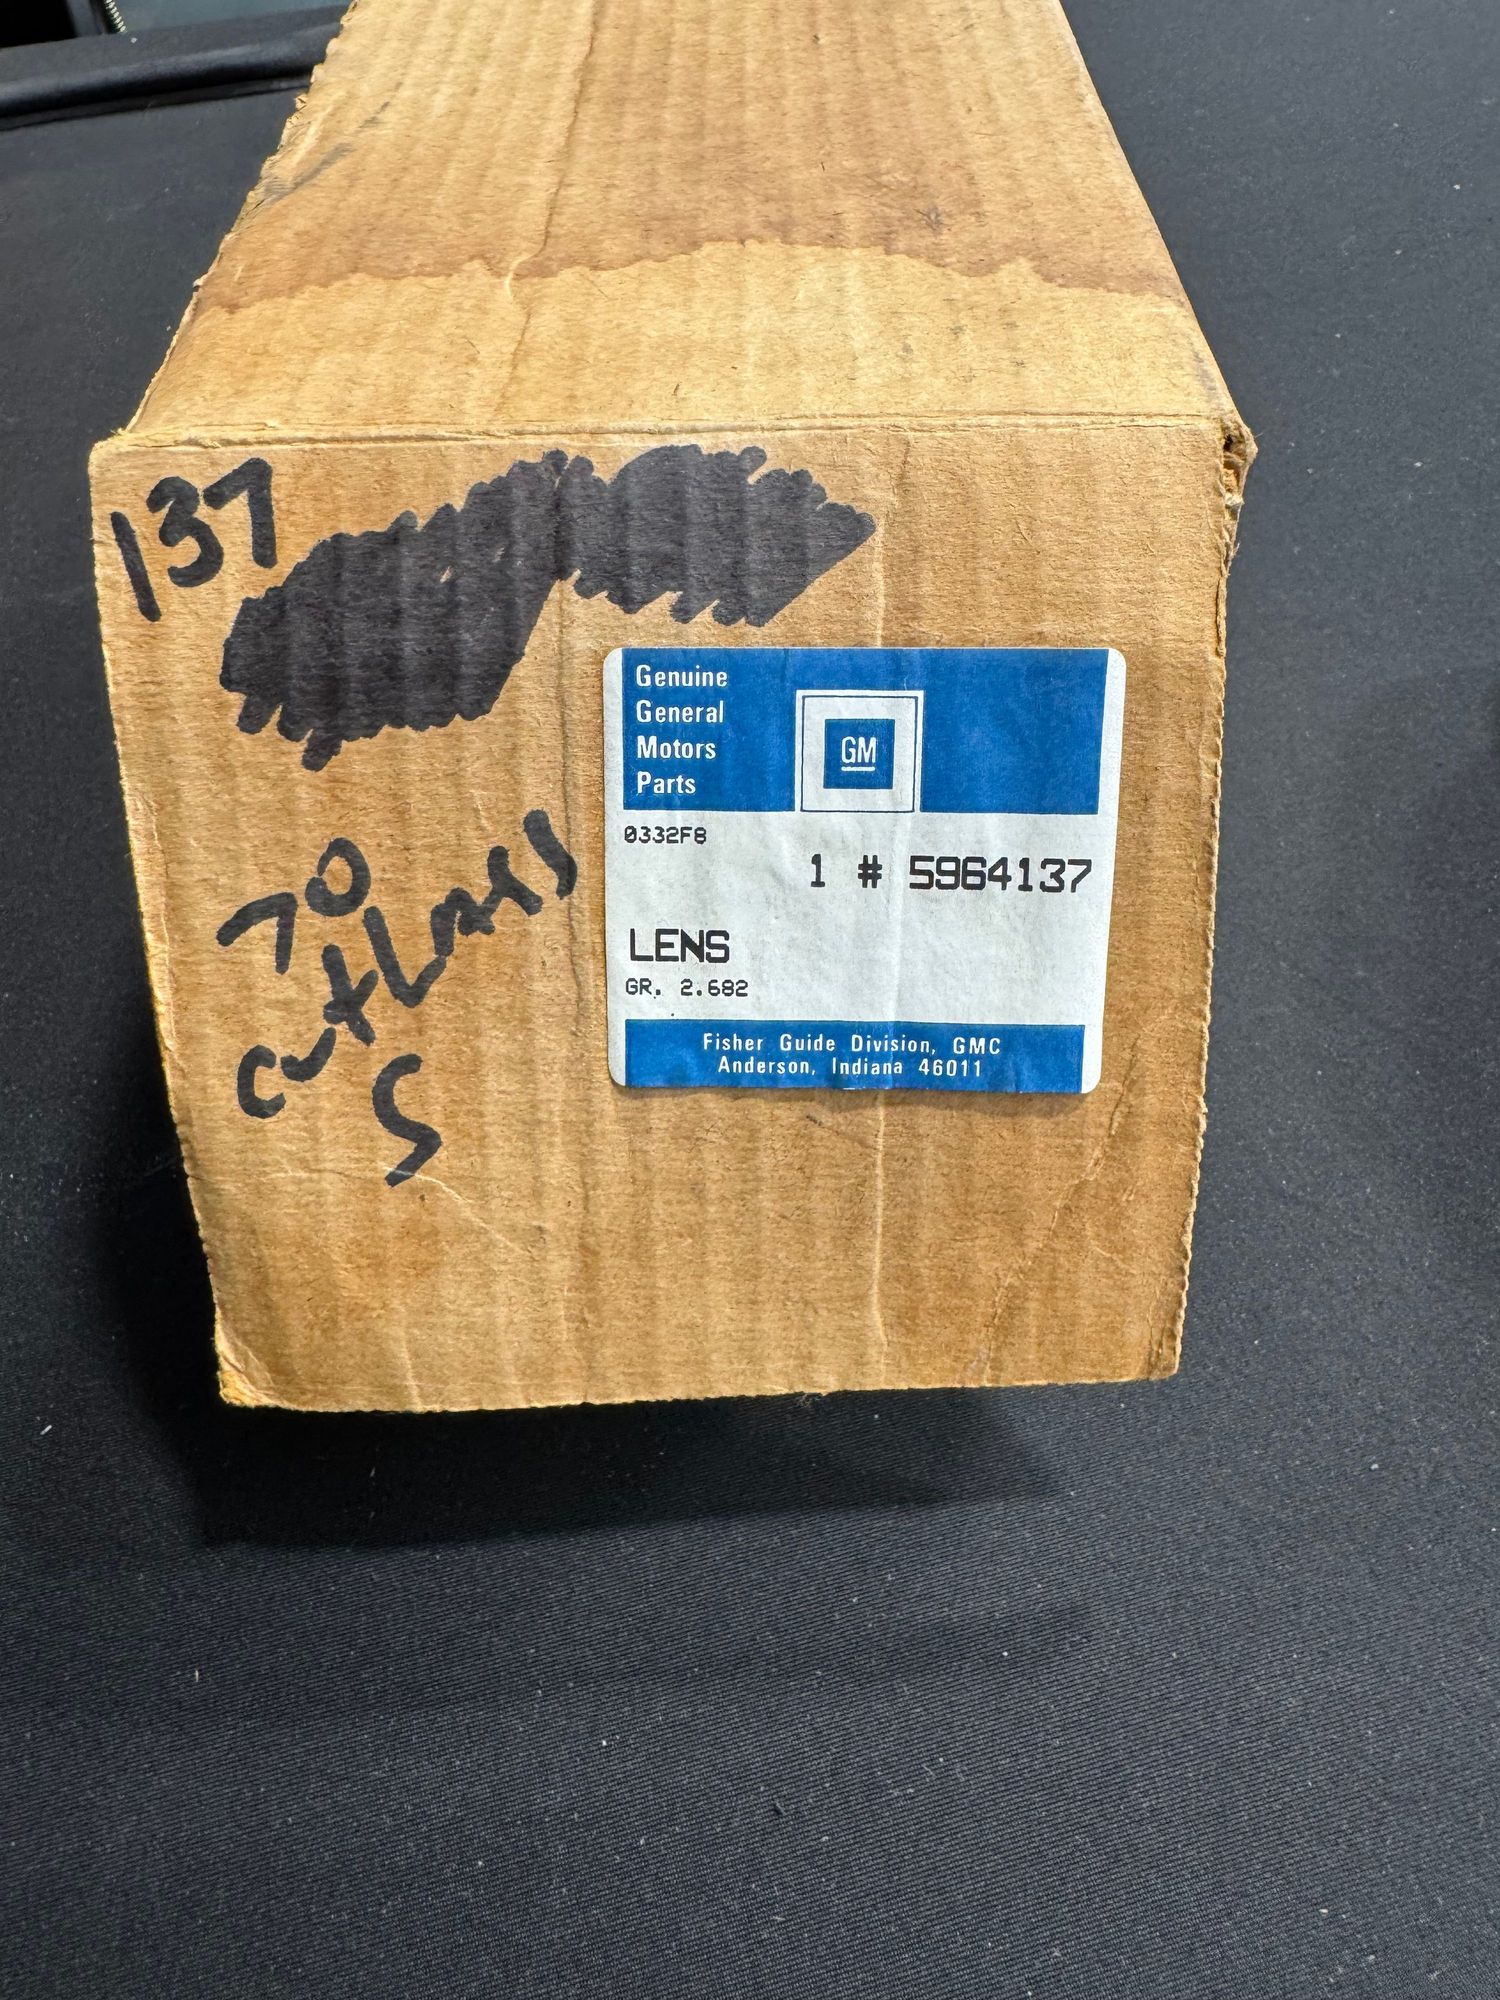 137
70
cutlass
S
Genuine
General
Motors
Parts
GM
0332F8
1 # 5964137
LENS
GR. 2.682
Fisher Guide Division, GMC
Anderson, Indiana 46011